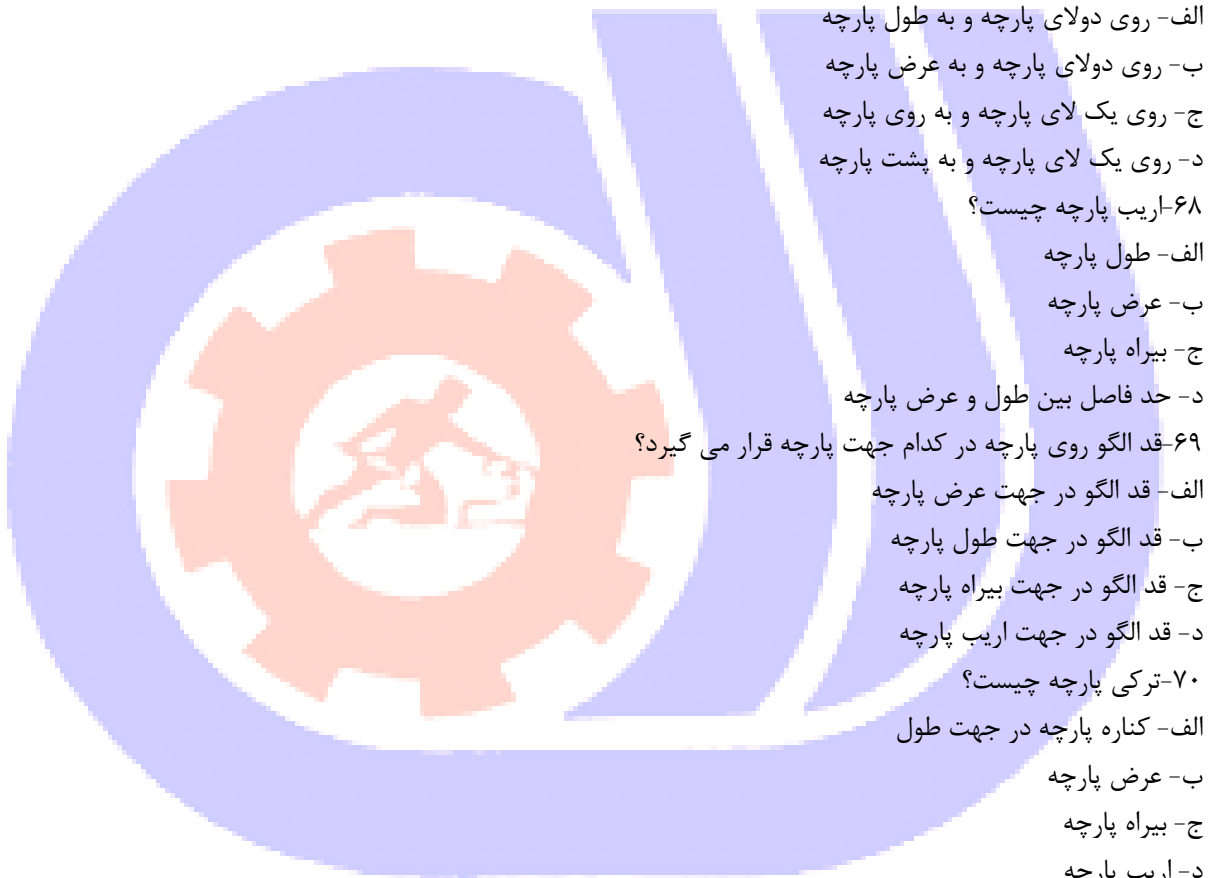 الف- روی دولای پارچه و به طول پارچه
ب- روی دولای پارچه و به عرض پارچه
ج- روی یک لای پارچه و به روی پارچه
د- روی یک لای پارچه و به پشت پارچه
۶۸-اریب پارچه چیست؟
الف- طول پارچه
ب- عرض پارچه
ج- بیراه پارچه
د- حد فاصل بین طول و عرض پارچه
۶۹-قد الگو روی پارچه در کدام جهت پارچه قرار می گیرد؟
الف- قد الگو در جهت عرض پارچه
ب- قد الگو در جهت طول پارچه
ج- قد الگو در جهت بیراه پارچه
د- قد الگو در جهت اریب پارچه
۷۰-ترکی پارچه چیست؟
الف- کناره پارچه در جهت طول
ب- عرض پارچه
ج- بیراه پارچه
د- اریب پارچه